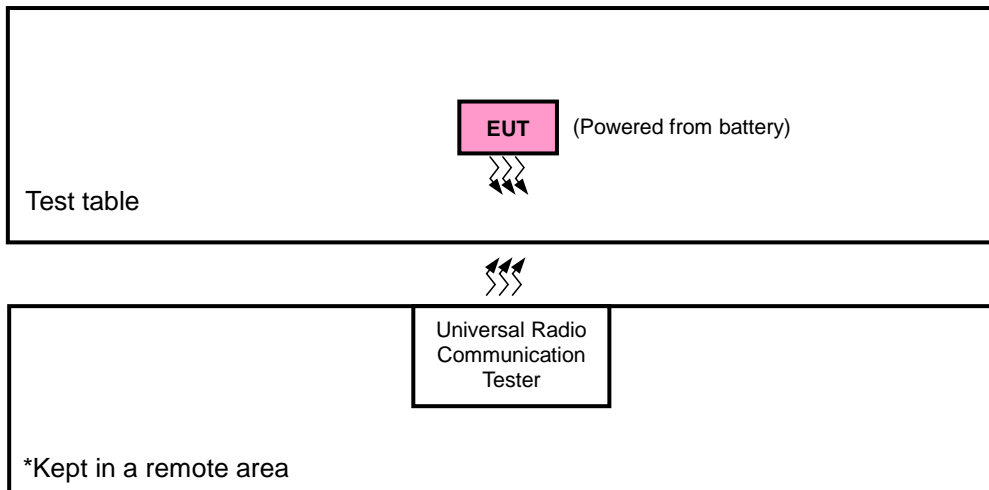 EUT
(Powered from battery)
Test table
Universal Radio
Communication
Tester
*Kept in a remote area